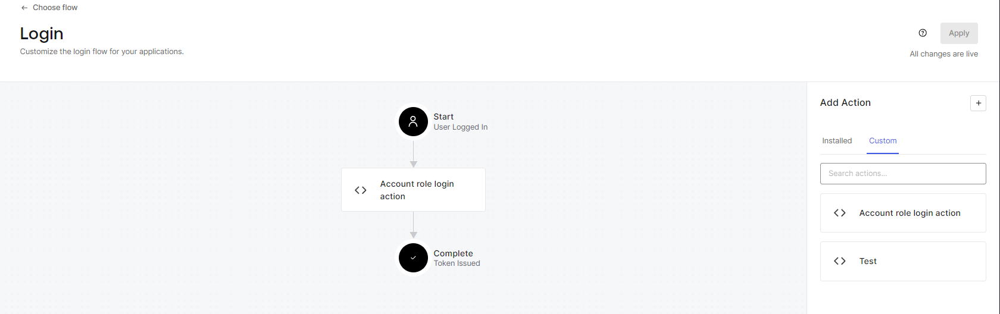 Choose flow
Login
Customize the login flow for your applications.
Apply
All changes are live
Start
User Logged In
Account role login
action
Complete
Token Issued
Add Action
Installed
Custom
Search actions...
Account role login action
Test